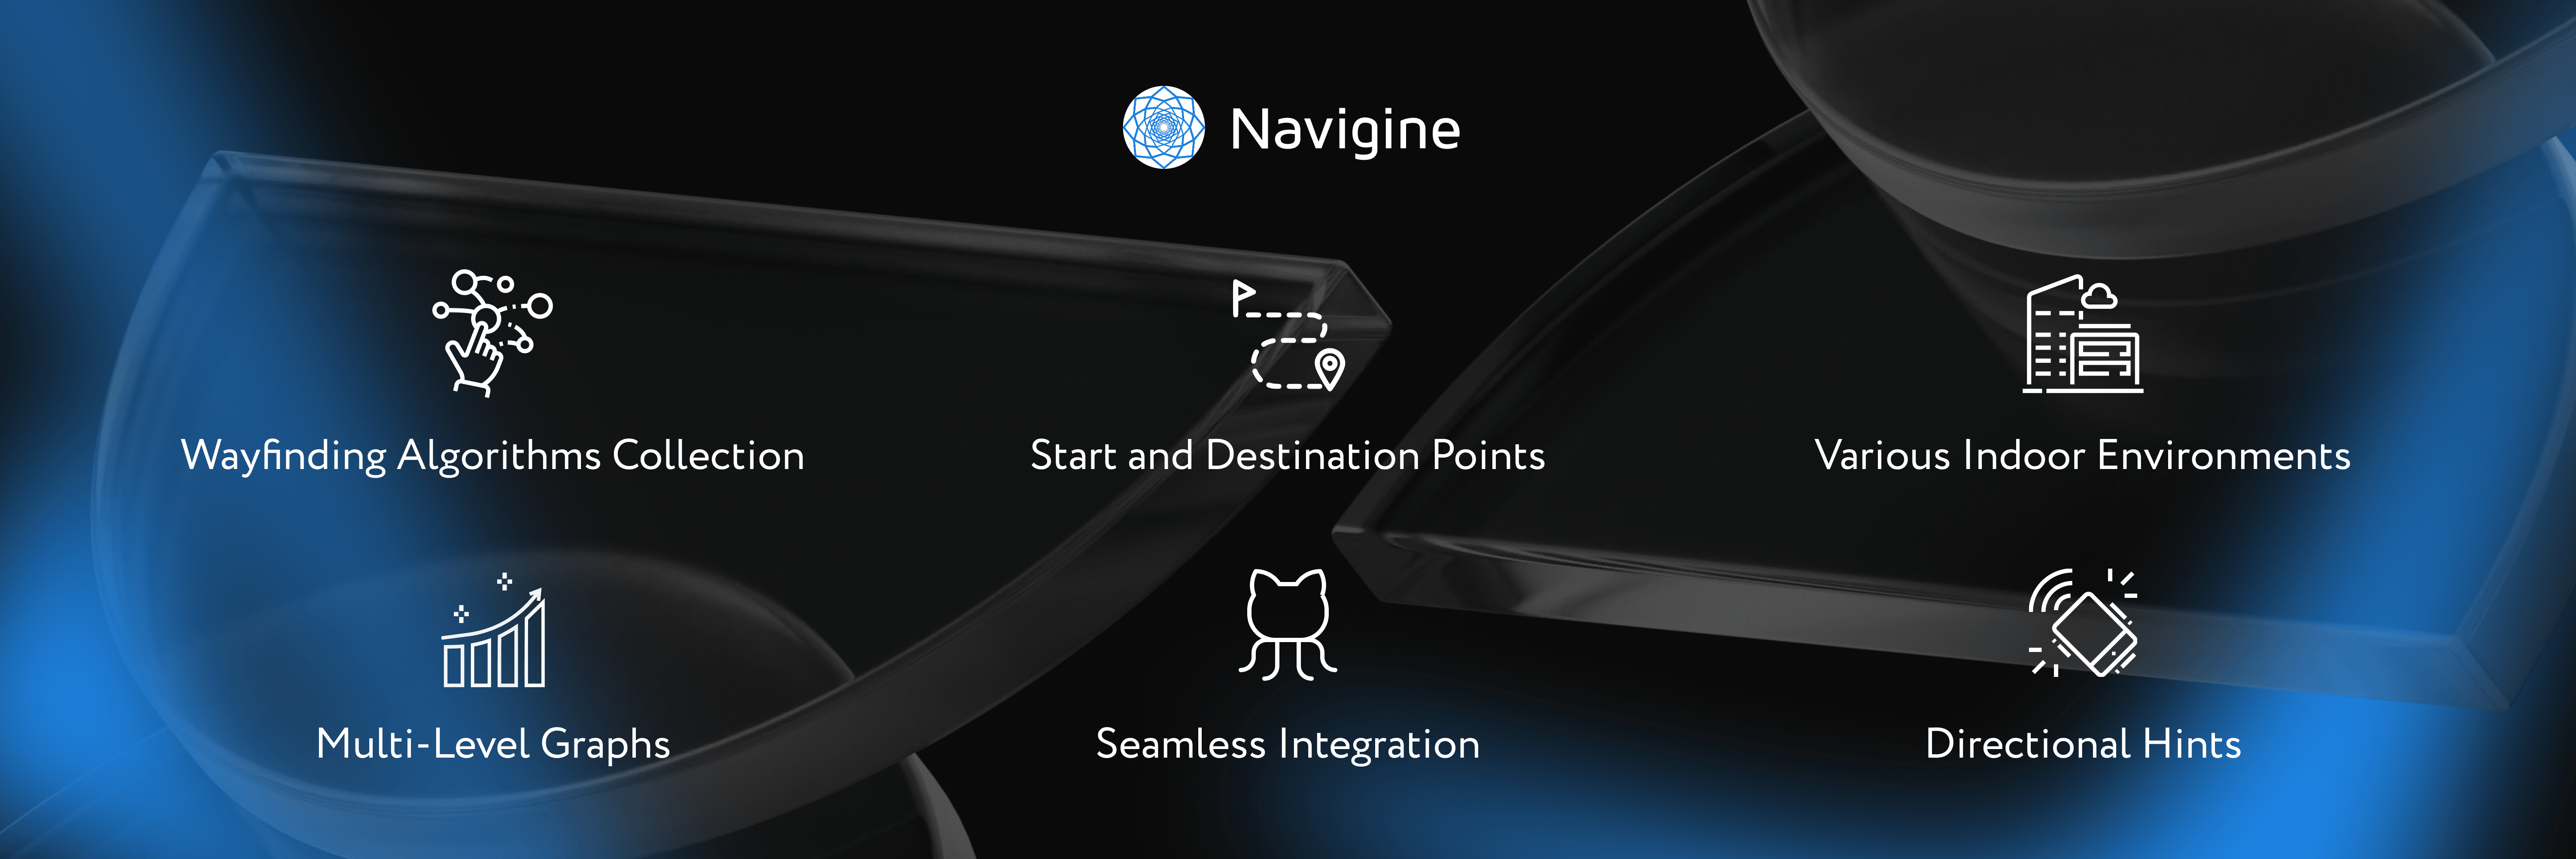 Navigine
Wayfinding Algorithms Collection
Start and Destination Points
Various Indoor Environments
Multi-Level Graphs
Seamless Integration
Directional Hints